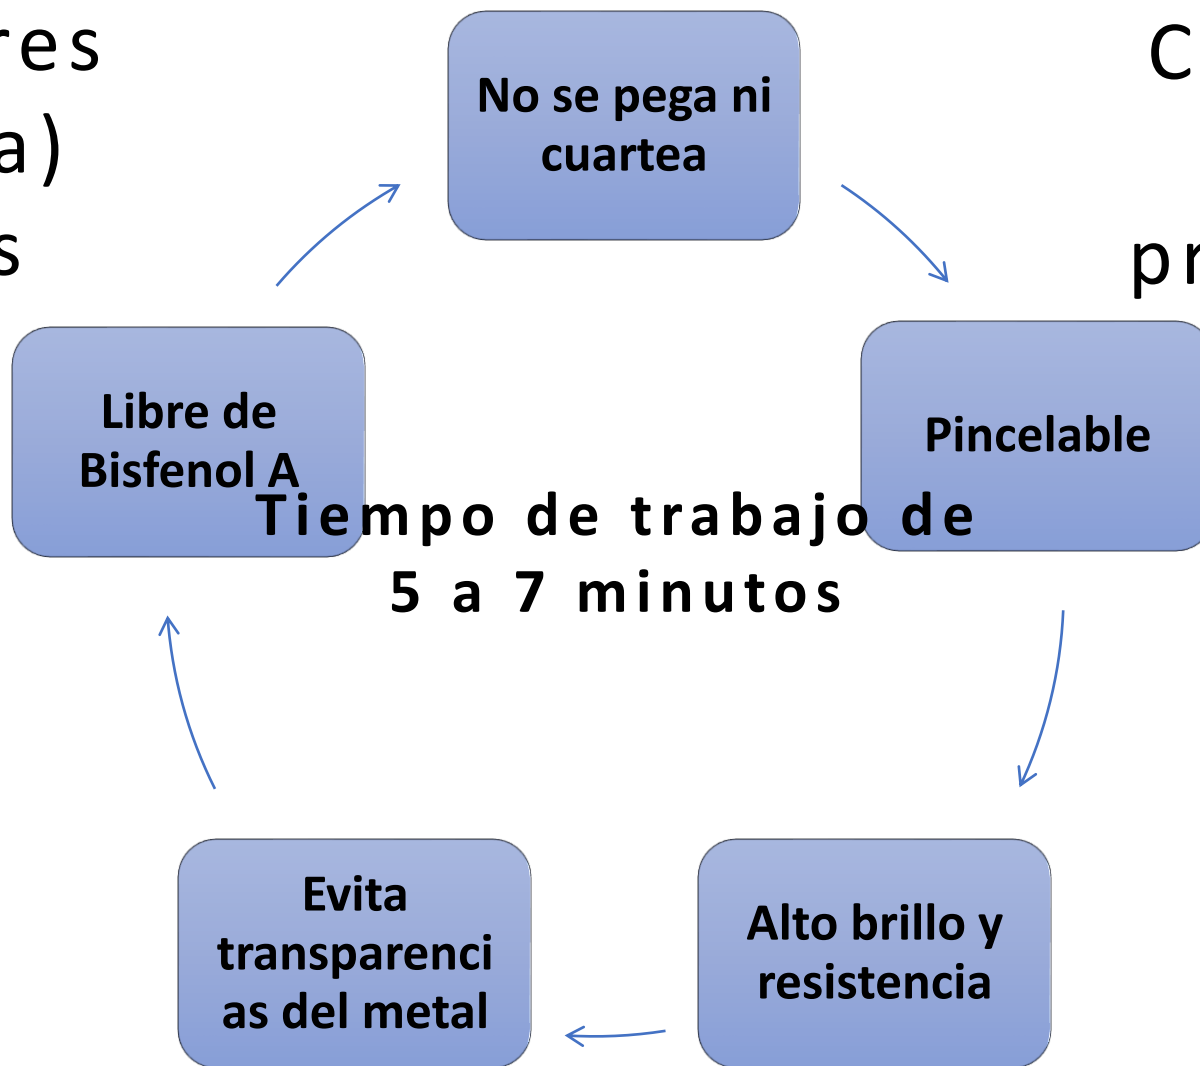 No se pega ni
cuartea
Libre de
Bisfenol A
Pincelable
Tiempo de trabajo de
5 a 7 minutos
Evita
transparenci
as del metal
Alto brillo y
resistencia